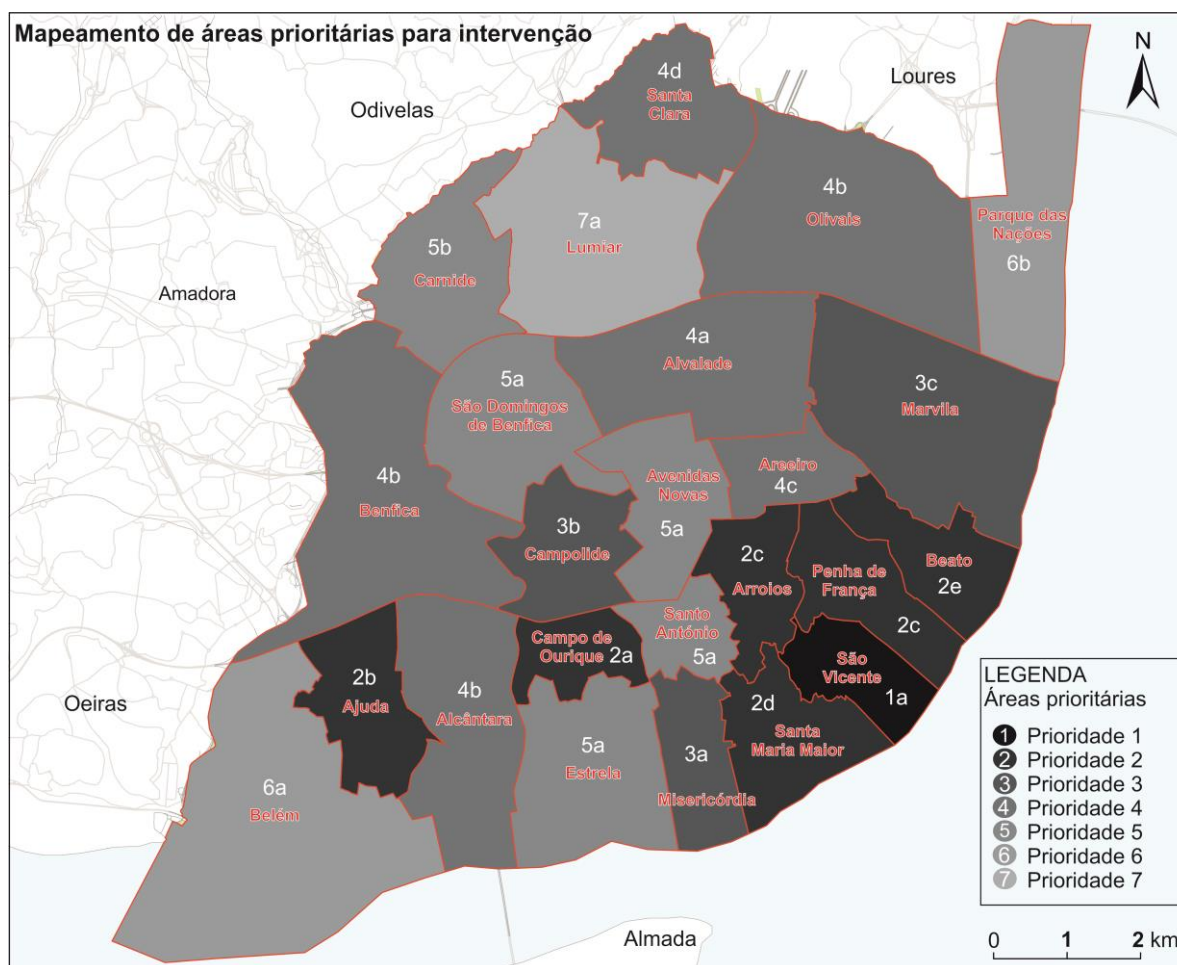 Mapeamento de áreas prioritárias para intervenção
N
Loures
Odivelas
4d
Santa
Clara
4b
Olivais
Parque das
Nações
6b
7a
Lumiar
5b
Carnide
Amadora
4a
Alvalade
3c
Marvila
5a
São Domingos
de Benfica
Avenidas
Novas
5a
Areeiro
4c
4b
Benfica
3b
Campolide
2c
Arroios
Penha de
França
2c
Beato
2e
Santo
António
5a
Campo de
Ourique
2a
São
Vicente
1a
2b
Ajuda
4b
Alcântara
Oeiras
2d
Santa
Maria Maior
5a
Estrela
3a
Misericórdia
6a
Belém
Almada
LEGENDA
Áreas prioritárias
1 Prioridade 1
2 Prioridade 2
3 Prioridade 3
4 Prioridade 4
5 Prioridade 5
6 Prioridade 6
7 Prioridade 7
0 1 2 km